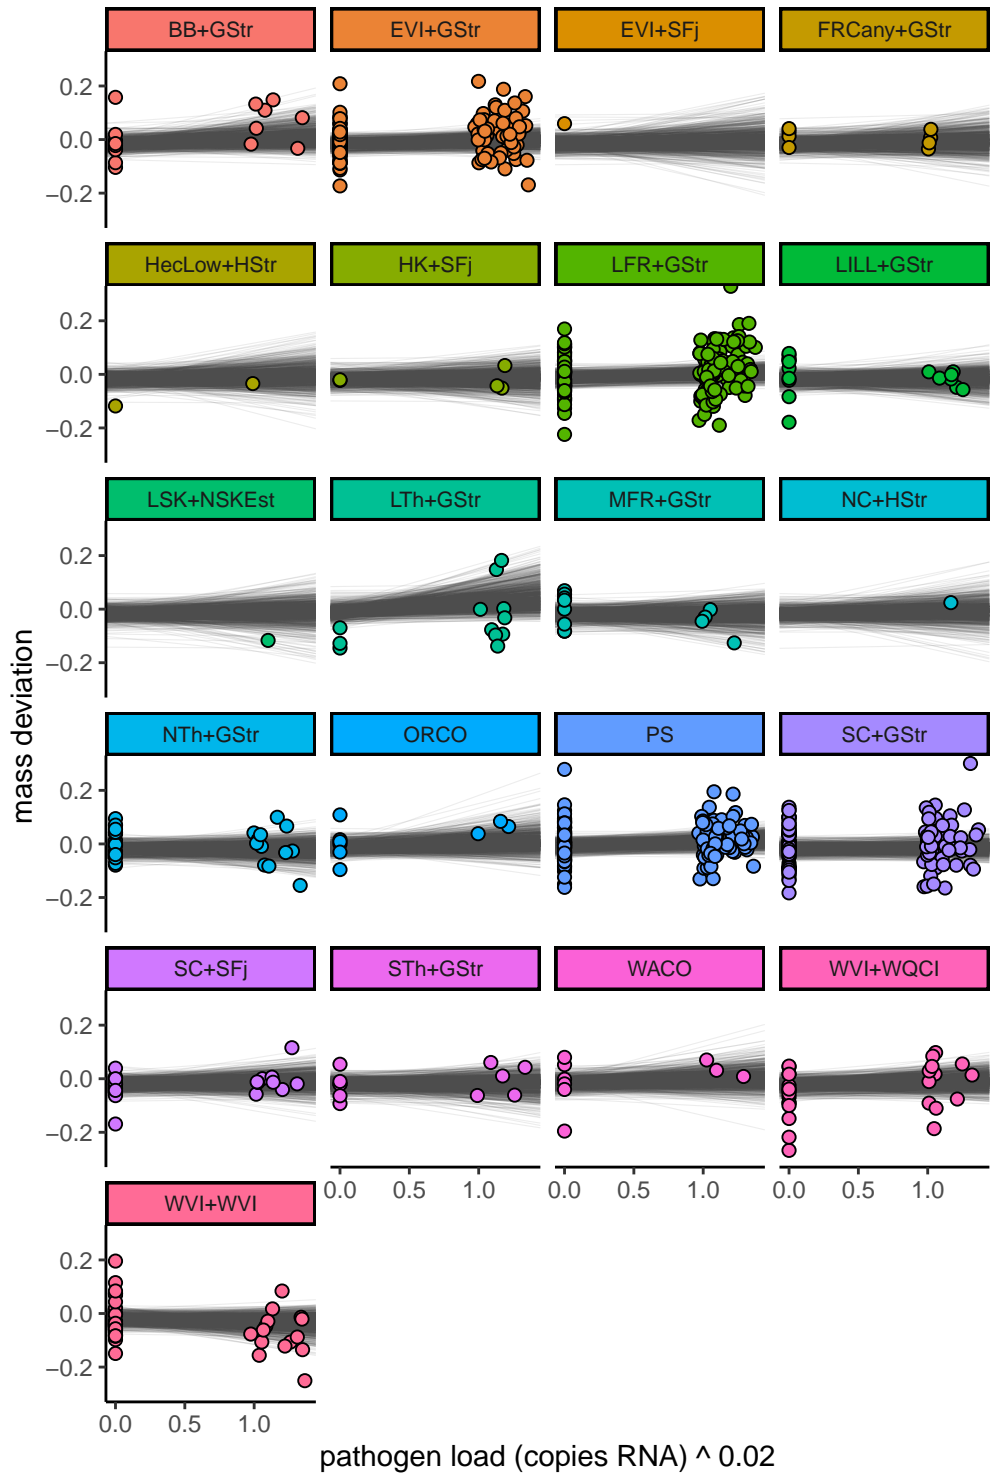 BB+GStr
EVI+GStr
EVI+SFj
FRCany+GStr
0.2
0.0
−0.2
HecLow+HStr
HK+SFj
LFR+GStr
LILL+GStr
0.2
0.0
−0.2
LSK+NSKEst
LTh+GStr
MFR+GStr
NC+HStr
0.2
0.0
−0.2
mass deviation
NTh+GStr
ORCO
PS
SC+GStr
0.2
0.0
−0.2
SC+SFj
STh+GStr
WACO
WVI+WQCI
0.2
0.0
−0.2
0.0 0.5 1.0
0.0 0.5 1.0
0.0 0.5 1.0
WVI+WVI
0.2
0.0
−0.2
0.0 0.5 1.0
pathogen load (copies RNA) ^ 0.02